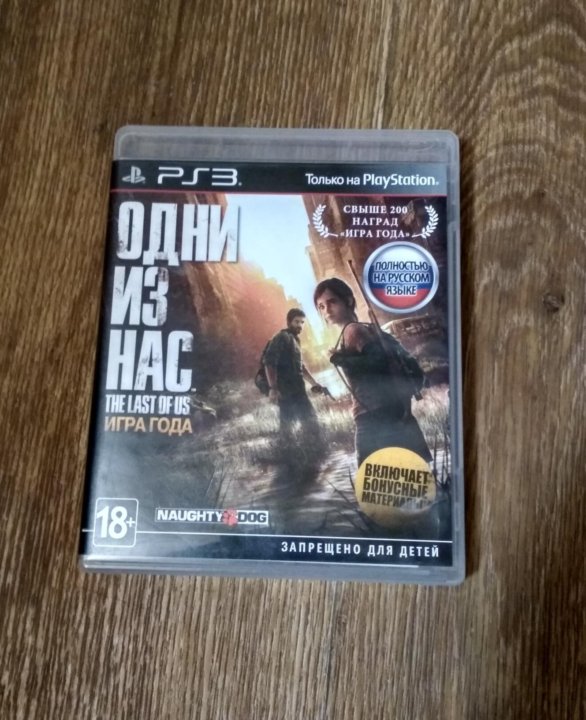 PS3
Только на PlayStation
ОДНИ
ИЗ
НАС
THE LAST OF US
ИГРА ГОДА
СВЫШЕ 200
НАГРАД
«ИГРА ГОДА»
ПОЛНОСТЬЮ
НА РУССКОМ
ЯЗЫКЕ
ВКЛЮЧАЕТ
БОНУСНЫЕ
МАТЕРИАЛЫ
18+
NAUGHTY DOG
ЗАПРЕЩЕНО ДЛЯ ДЕТЕЙ